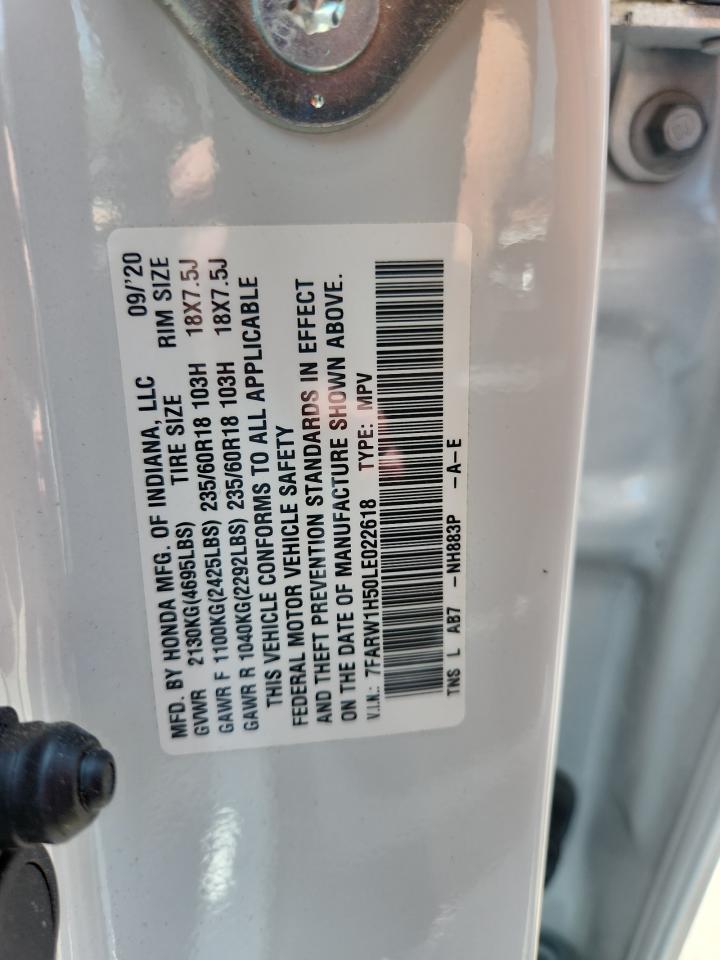 MFD. BY HONDA MFG. OF INDIANA, LLC 09/'20
GVWR 2130KG(4695LBS) TIRE SIZE RIM SIZE
GAWR F 1100KG(2425LBS) 235/60R18 103H 18X7.5J
GAWR R 1040KG(2292LBS) 235/60R18 103H 18X7.5J
THIS VEHICLE CONFORMS TO ALL APPLICABLE
FEDERAL MOTOR VEHICLE SAFETY
AND THEFT PREVENTION STANDARDS IN EFFECT
ON THE DATE OF MANUFACTURE SHOWN ABOVE.
V.I.N.: 7FARW1H50LE022618 TYPE: MPV
TNS L AB7 -NH883P -A-E